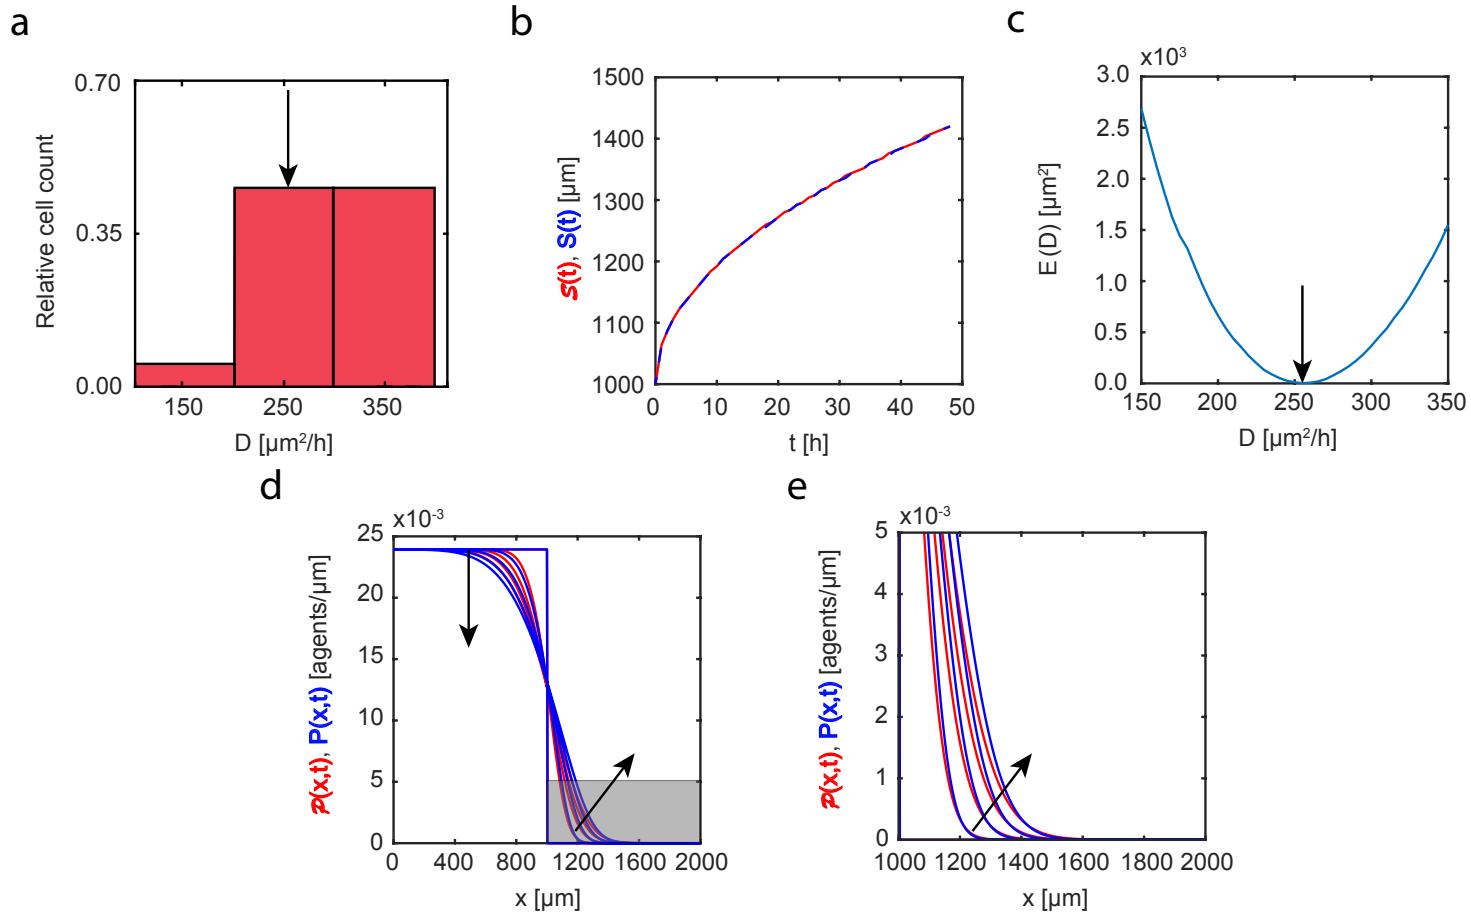 a
0.70
0.35
0.00
Relative cell count
150 250 350
D [µm²/h]
b
1500
1400
1300
1200
1100
1000
𝒮(t), S(t) [µm]
0 10 20 30 40 50
t [h]
c
x10³
3.0
2.5
2.0
1.5
1.0
0.5
0.0
E (D) [µm²]
150 200 250 300 350
D [µm²/h]
d
x10⁻³
25
20
15
10
5
0
𝒫(x,t), P(x,t) [agents/µm]
0 400 800 1200 1600 2000
x [µm]
e
x10⁻³
5
4
3
2
1
0
𝒫(x,t), P(x,t) [agents/µm]
1000 1200 1400 1600 1800 2000
x [µm]